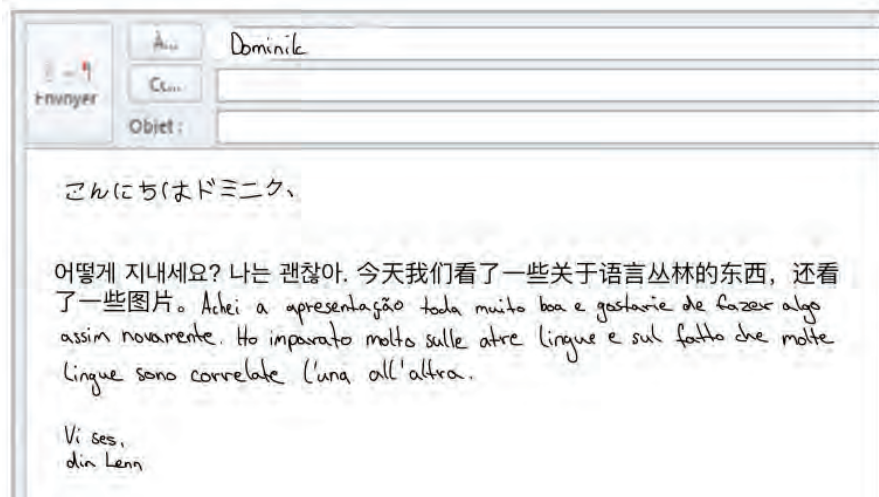 À...
Dominik
Envoyer
Cc...
Objet :
こんにちはドミニク、
어떻게 지내세요? 나는 괜찮아. 今天我们看了一些关于语言丛林的东西，还看
了一些图片。Achei a apresentação toda muito boa e gostarie de fazer algo
assim novamente. Ho imparato molto sulle atre lingue e sul fatto che molte
lingue sono correlate l'una all'altra.
Vi ses,
din Lenn